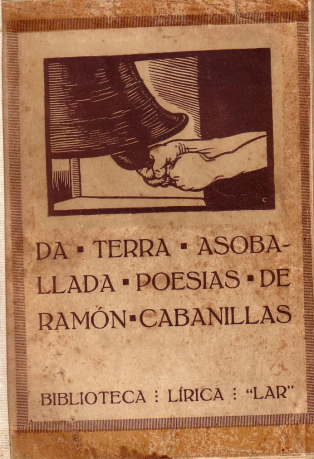 DA ▪ TERRA ▪ ASOBA-
LLADA ▪ POESIAS ▪ DE
RAMÓN ▪ CABANILLAS
BIBLIOTECA ⁝ LÍRICA ⁝ "LAR"